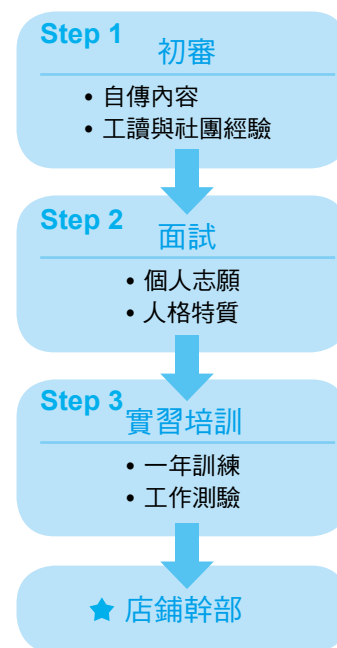 Step 1
初審
• 自傳內容
• 工讀與社團經驗
Step 2
面試
• 個人志願
• 人格特質
Step 3
實習培訓
• 一年訓練
• 工作測驗
★ 店鋪幹部